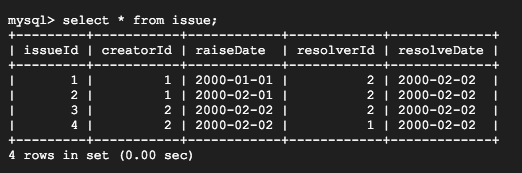 mysql> select * from issue;
+---------+-----------+------------+------------+-------------+
| issueId | creatorId | raiseDate  | resolverId | resolveDate |
+---------+-----------+------------+------------+-------------+
|       1 |         1 | 2000-01-01 |          2 | 2000-02-02  |
|       2 |         1 | 2000-02-01 |          2 | 2000-02-02  |
|       3 |         2 | 2000-02-02 |          2 | 2000-02-02  |
|       4 |         2 | 2000-02-02 |          1 | 2000-02-02  |
+---------+-----------+------------+------------+-------------+
4 rows in set (0.00 sec)